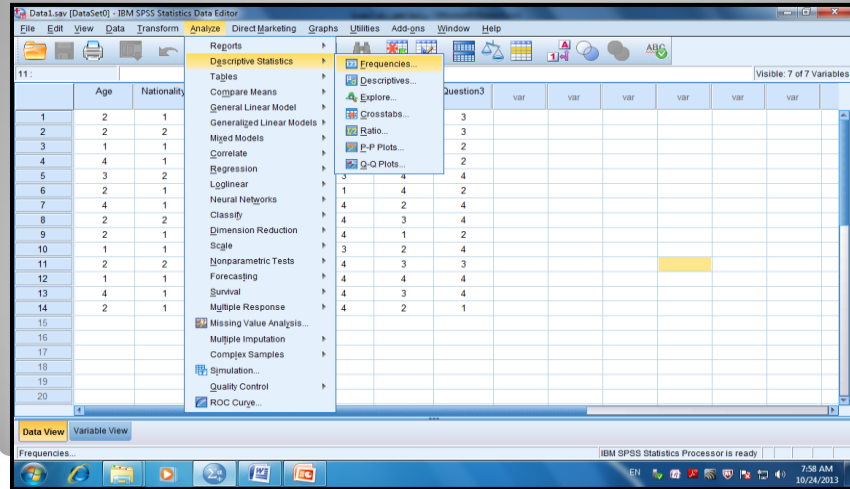 Data1.sav [DataSet0] - IBM SPSS Statistics Data Editor
File Edit View Data Transform Analyze Direct Marketing Graphs Utilities Add-ons Window Help
11 :
Visible: 7 of 7 Variables
Age Nationality Question3 var var var var var var
1 2 1 3
2 2 2 3
3 1 1 2
4 4 1 2
5 3 2 3 4 4
6 2 1 1 4 2
7 4 1 4 2 4
8 2 2 4 3 4
9 2 1 4 1 2
10 1 1 3 2 4
11 2 2 4 3 3
12 1 1 4 4 4
13 4 1 4 3 4
14 2 1 4 2 1
15
16
17
18
19
20
Reports
Descriptive Statistics
Tables
Compare Means
General Linear Model
Generalized Linear Models
Mixed Models
Correlate
Regression
Loglinear
Neural Networks
Classify
Dimension Reduction
Scale
Nonparametric Tests
Forecasting
Survival
Multiple Response
Missing Value Analysis...
Multiple Imputation
Complex Samples
Simulation...
Quality Control
ROC Curve...
Frequencies...
Descriptives...
Explore...
Crosstabs...
Ratio...
P-P Plots...
Q-Q Plots...
Data View Variable View
Frequencies...
IBM SPSS Statistics Processor is ready
EN
7:58 AM
10/24/2013